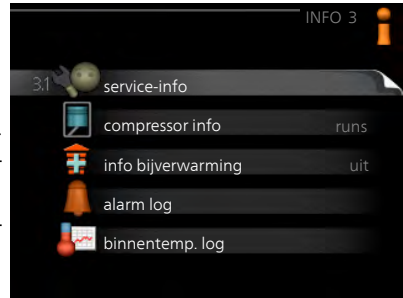 INFO 3
3.1 service-info
compressor info runs
info bijverwarming uit
alarm log
binnentemp. log